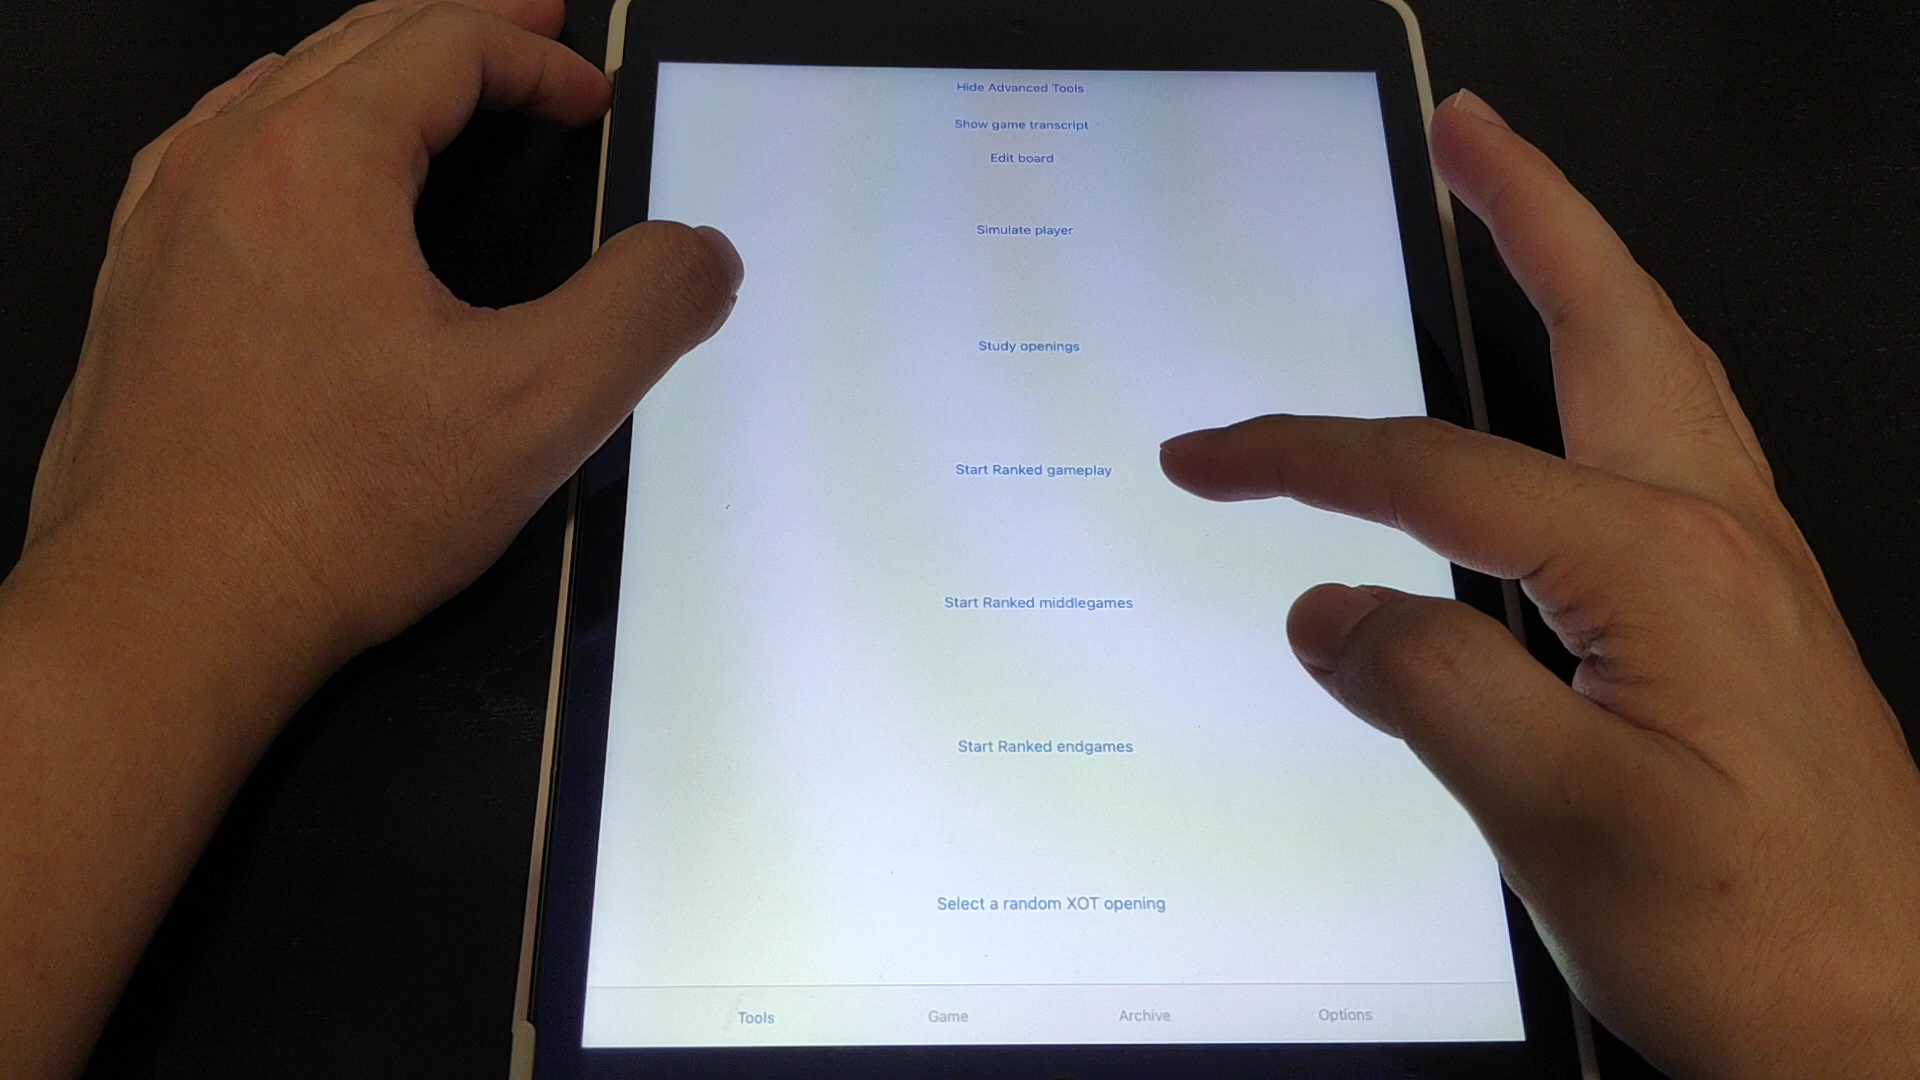 Hide Advanced Tools
Show game transcript
Edit board
Simulate player
Study openings
Start Ranked gameplay
Start Ranked middlegames
Start Ranked endgames
Select a random XOT opening
Tools Game Archive Options